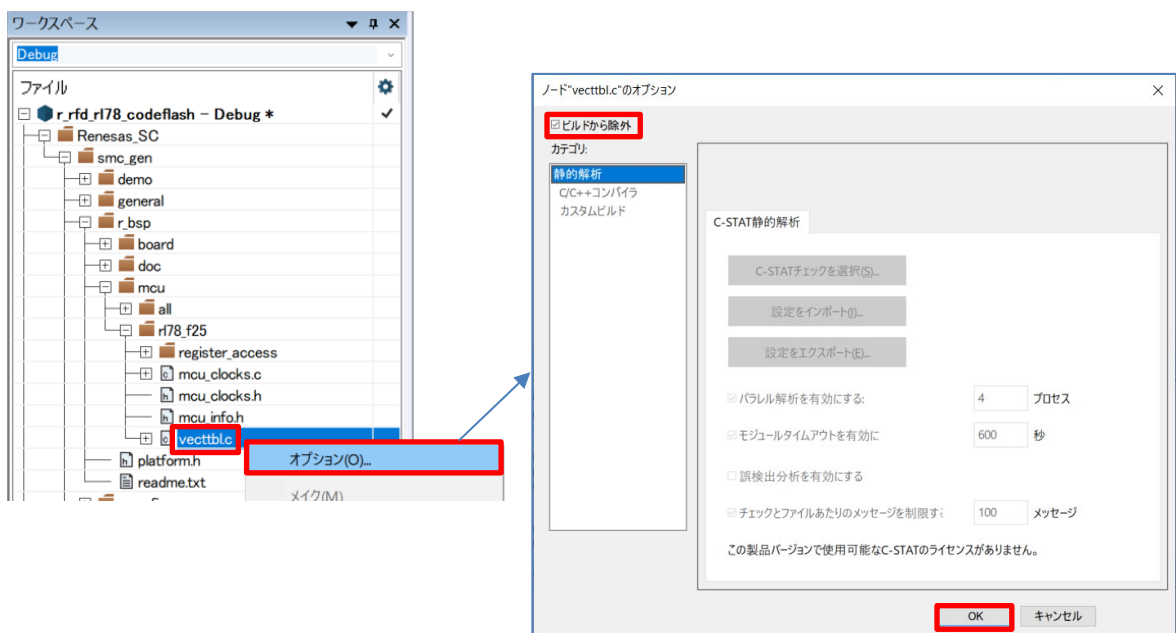 ワークスペース
Debug
ファイル
r_rfd_rl78_codeflash - Debug *
Renesas_SC
smc_gen
demo
general
r_bsp
board
doc
mcu
all
rl78_f25
register_access
mcu_clocks.c
mcu_clocks.h
mcu_info.h
vecttbl.c
platform.h
readme.txt
オプション(O)...
メイク(M)
ノード"vecttbl.c"のオプション
ビルドから除外
カテゴリ:
静的解析
C/C++コンパイラ
カスタムビルド
C-STAT静的解析
C-STATチェックを選択(S)...
設定をインポート(I)...
設定をエクスポート(E)...
パラレル解析を有効にする: 4 プロセス
モジュールタイムアウトを有効に 600 秒
誤検出分析を有効にする
チェックとファイルあたりのメッセージを制限する 100 メッセージ
この製品バージョンで使用可能なC-STATのライセンスがありません。
OK キャンセル